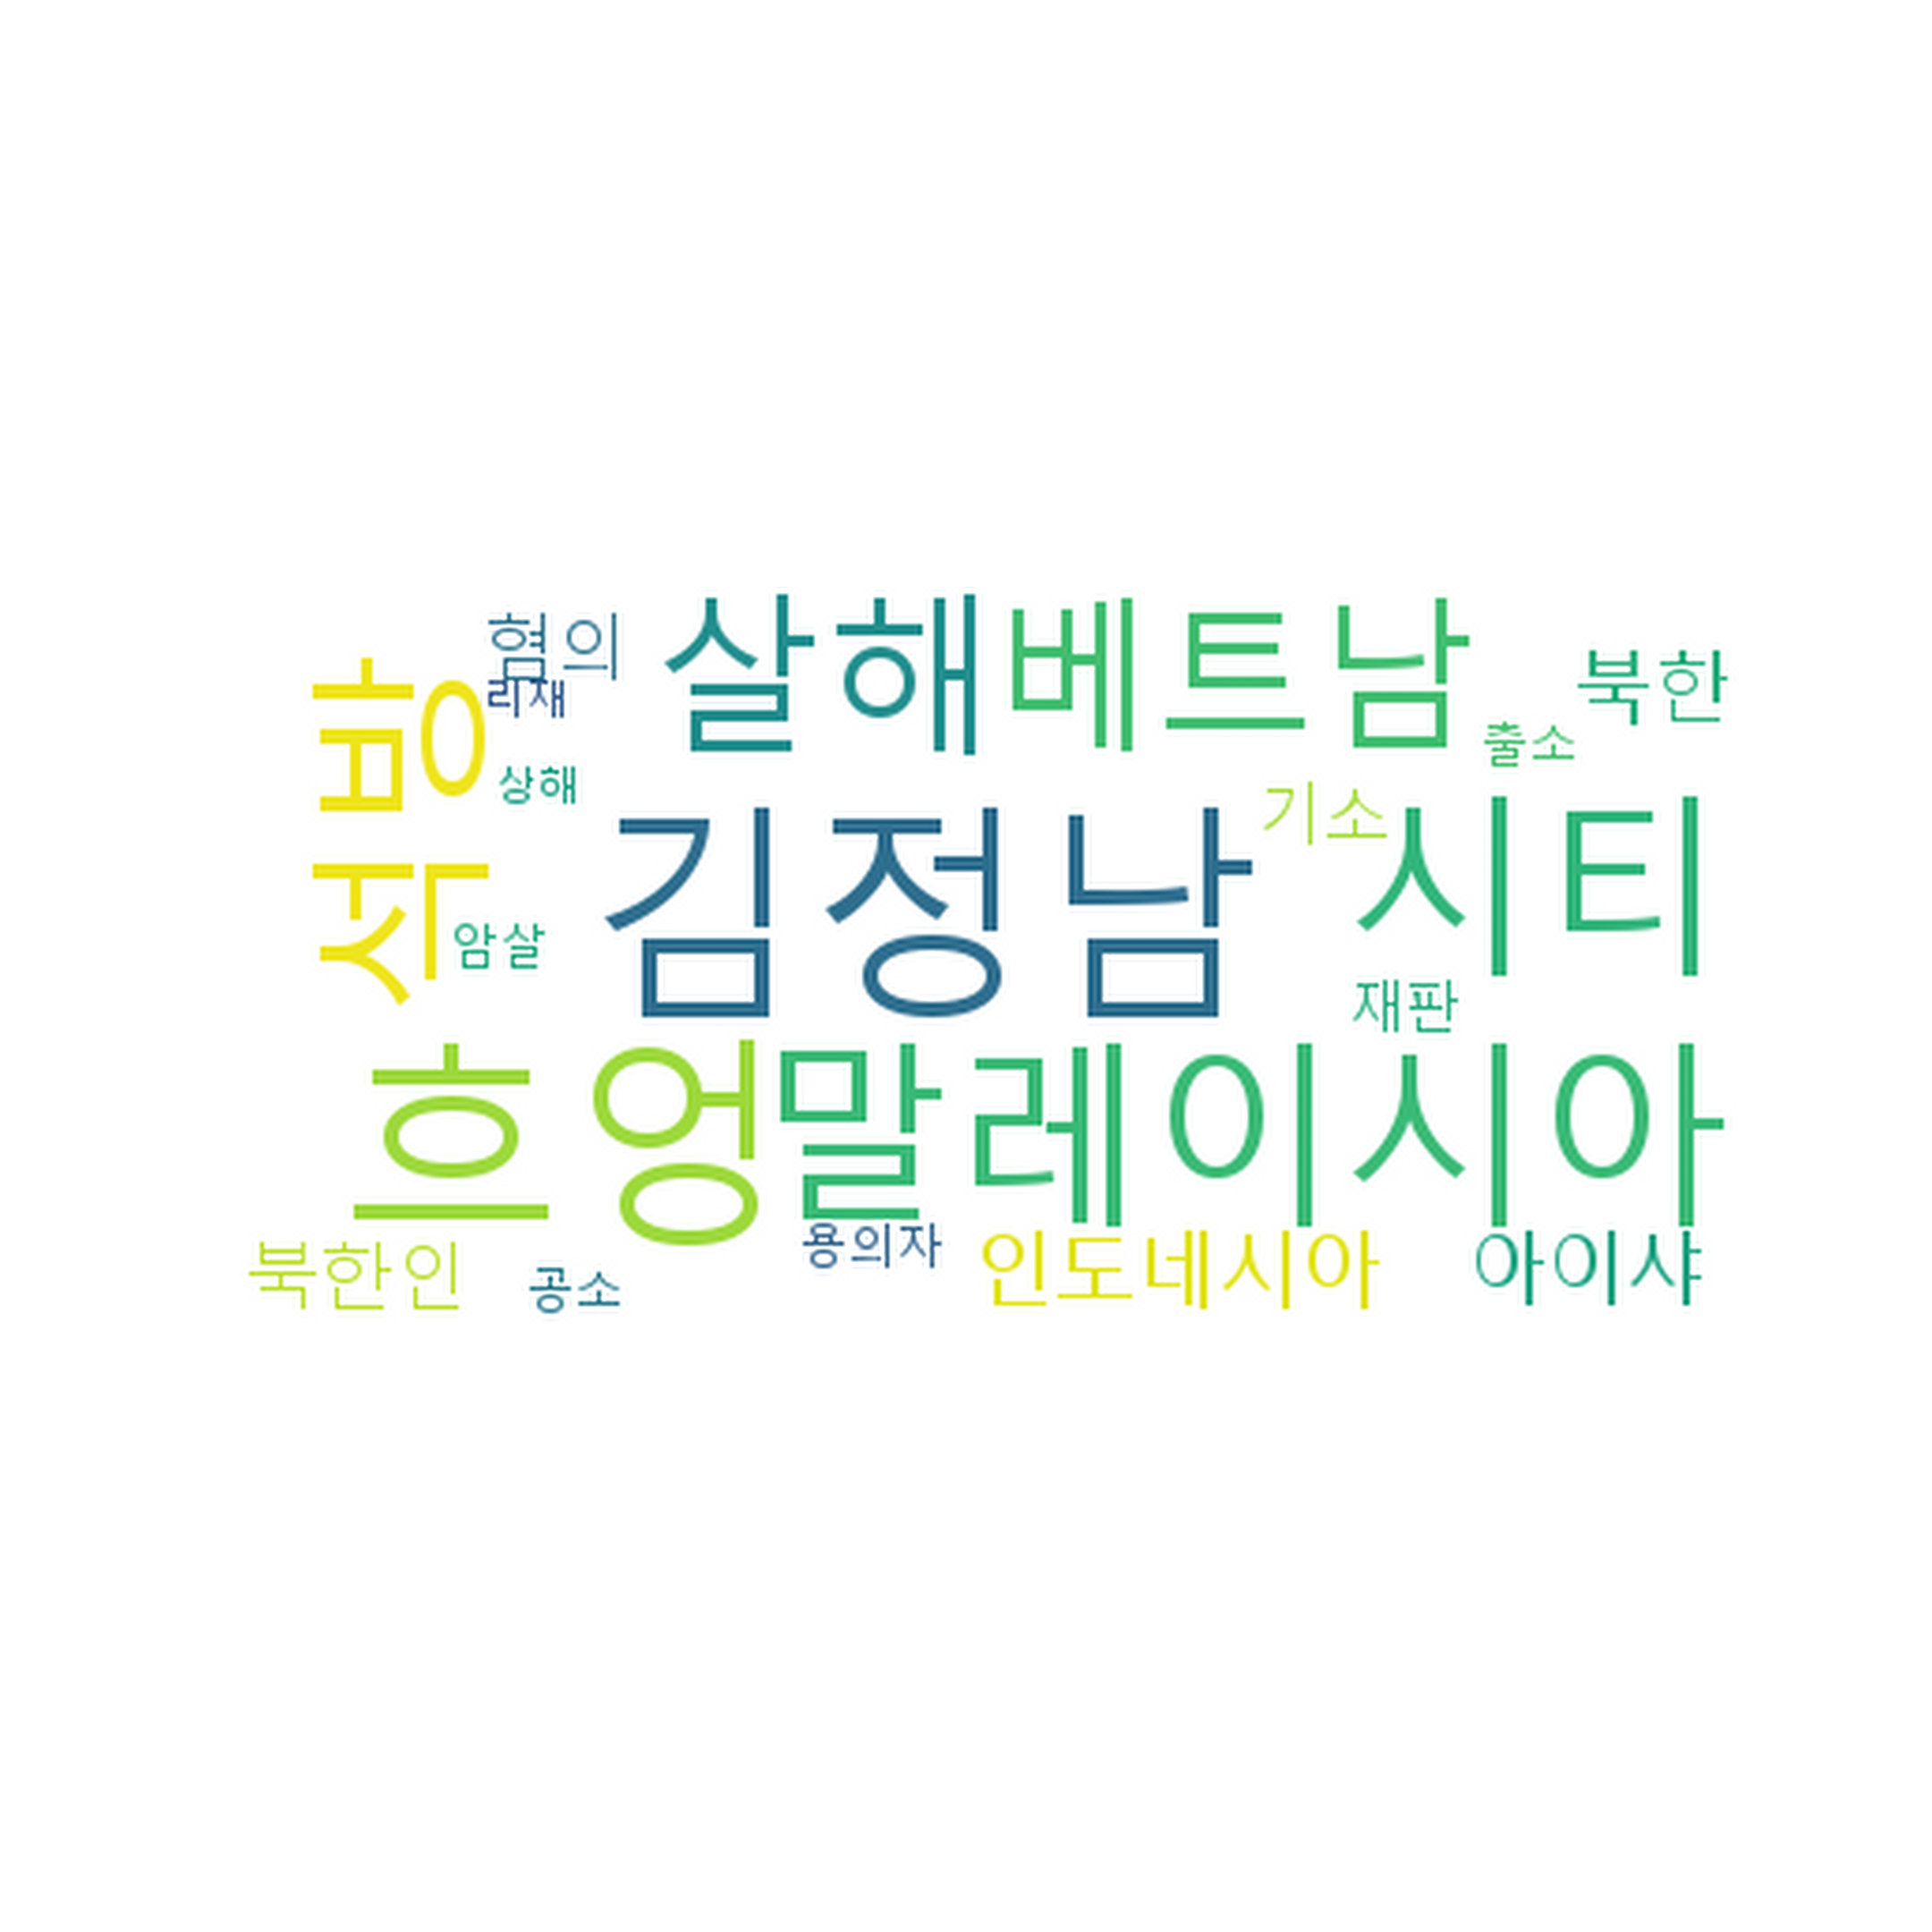 혐의
살해
베트남
북한
리재
출소
석방
상해
기소
김정남
시티
암살
재판
흐엉
말레이시아
용의자
인도네시아
아이샤
북한인
공소